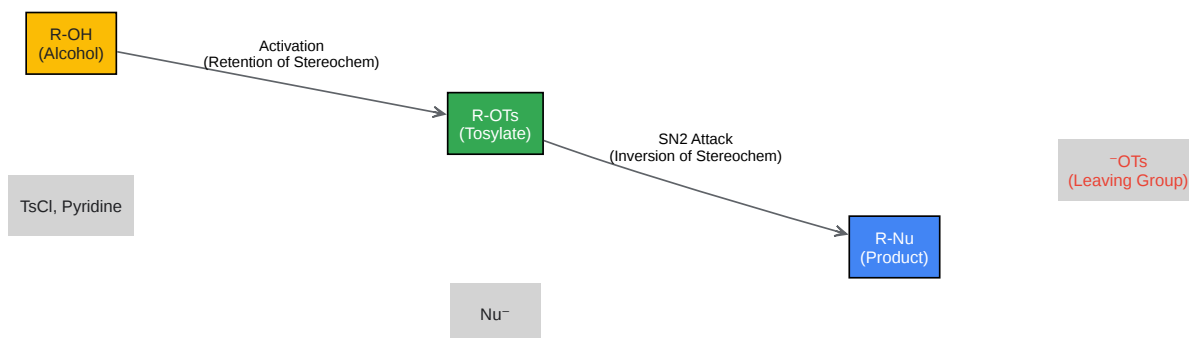 R-OH
(Alcohol)
Activation
(Retention of Stereochem)
R-OTs
(Tosylate)
SN2 Attack
(Inversion of Stereochem)
⁻OTs
(Leaving Group)
TsCl, Pyridine
R-Nu
(Product)
Nu⁻